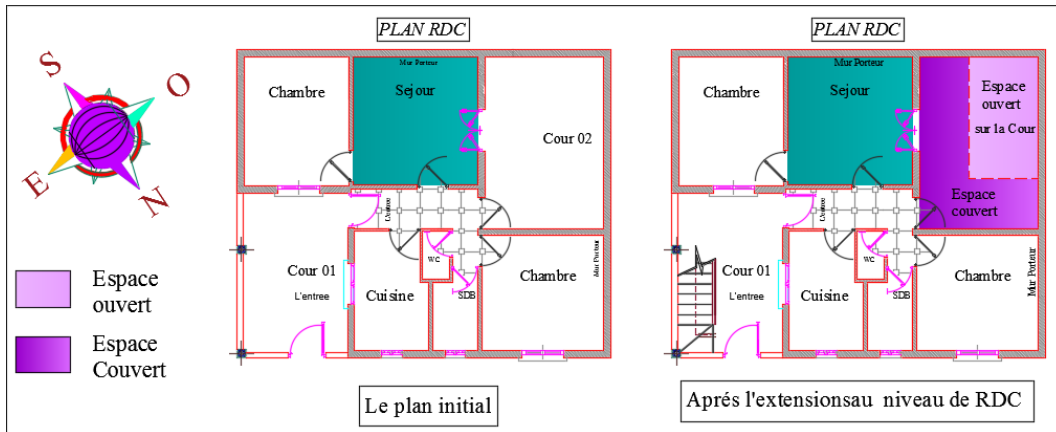 S
O
E
N
Espace
ouvert
Espace
Couvert
PLAN RDC
Mur Porteur
Chambre
Sejour
Cour 02
L'entree
Cour 01
L'entree
Cuisine
WC
SDB
Chambre
Mur Porteur
Le plan initial
PLAN RDC
Mur Porteur
Chambre
Sejour
Espace
ouvert
sur la Cour
Espace
couvert
L'entree
Cour 01
L'entree
Cuisine
WC
SDB
Chambre
Mur Porteur
Aprés l'extensionsau niveau de RDC